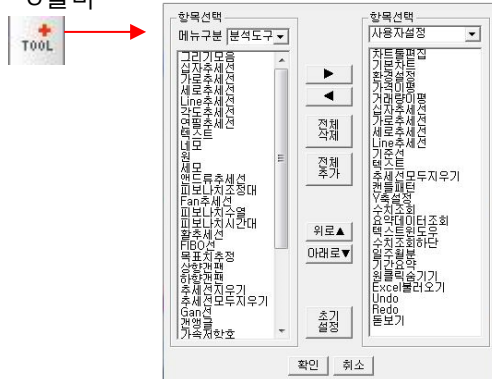 TOOL
항목선택
메뉴구분 분석도구
그리기모음
십자추세선
가로추세선
세로추세선
Line추세선
각도추세선
연필추세선
텍스트
네모
원
세모
앤드류추세선
피보나치조정대
Fan추세선
피보나치수열
피보나치시간대
활추세선
FIBO선
목표치추정
상향갠팬
하향갠팬
추세선지우기
추세선모두지우기
Gan선
갠앵글
가속저항호
▶
◀
전체
삭제
전체
추가
위로▲
아래로▼
초기
설정
항목선택
사용자설정
차트툴편집
기본차트
환경설정
가격이평
거래량이평
십자추세선
가로추세선
세로추세선
Line추세선
기준선
텍스트
추세선모두지우기
캔들패턴
Y축설정
수치조회
요약데이터조회
텍스트윈도우
수치조회하단
일주월분
기간요약
원클릭숨기기
Excel불러오기
Undo
Redo
돋보기
확인
취소